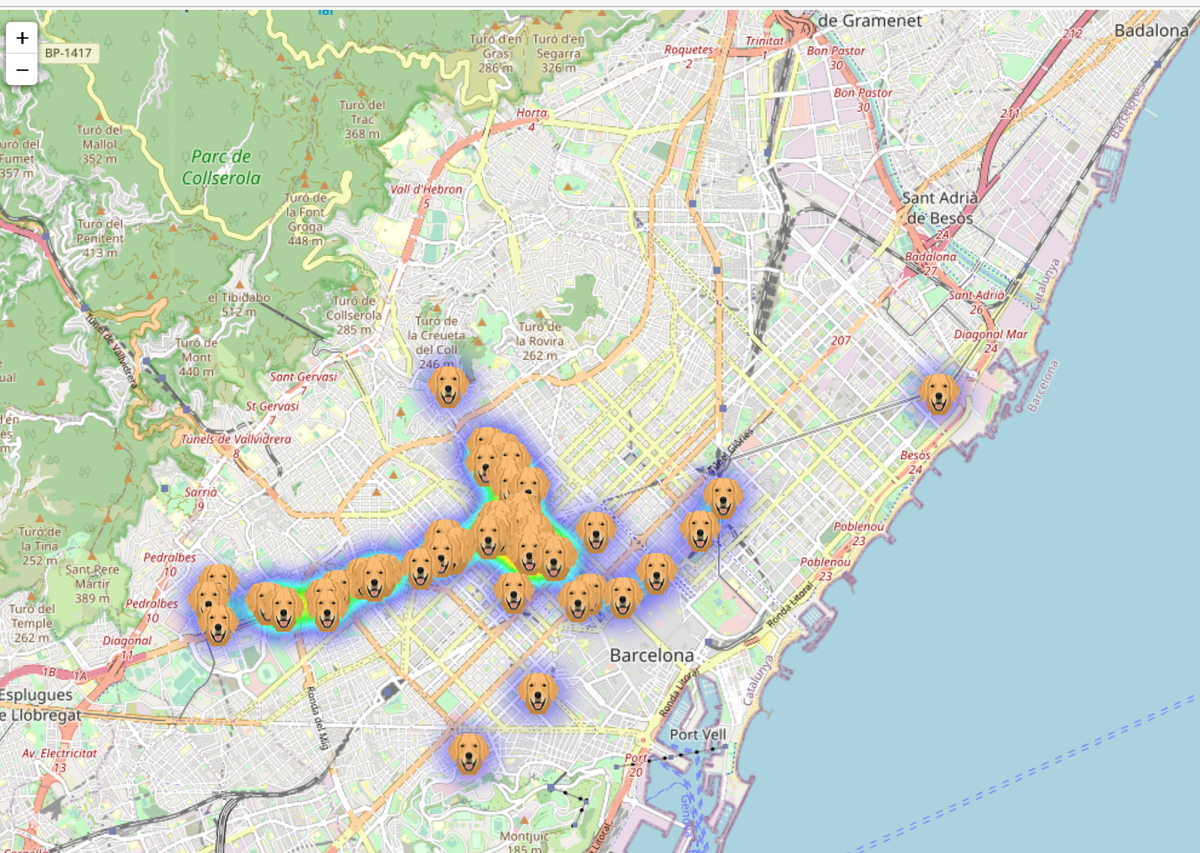 +
−
BP-1417
Turó d'en
Gras
286 m
Turó d'en
Segarra
326 m
Roquetes
2
Trinitat
1
de Gramenet
Bon Pastor
30
212
Badalona
Turó del
Trac
368 m
Horta
4
Bon Pastor
30
211
Barcelonès
Turó del
Mallol
352 m
uró del
Fumet
357 m
Parc de
Collserola
Vall d'Hebron
5
Turó de
la Font
Groga
448 m
Sant Adrià
de Besòs
2A
Badalona
27
Turó del
Penitent
413 m
Catalunya
el Tibidabo
512 m
Turó de
Collserola
285 m
Sant Adrià
26
Túnel de Vallvidrera
Turó de
la Creueta
del Coll
246 m
Turó de
la Rovira
262 m
207
Diagonal Mar
24
Turó de
Mont
440 m
ual
Sant Gervasi
7
Barcelona
St Gervasi
7
Túnels de Vallvidrera
8
Túnel Glòries
Besòs
24
Sarrià
9
Poblenou
23
Turó de
la Tina
252 m
Pedralbes
10
Poblenou
23
Sant Pere
Màrtir
389 m
Pedralbes
10
Ronda Litoral
Turó del
Temple
262 m
Diagonal
11
Barcelona
1B
1A
Catalunya
Ronda Litoral
Esplugues
e Llobregat
Ronda del Mig
Port Vell
Av. Electricitat
13
Port
20
Montjuïc
185 m
Litoral